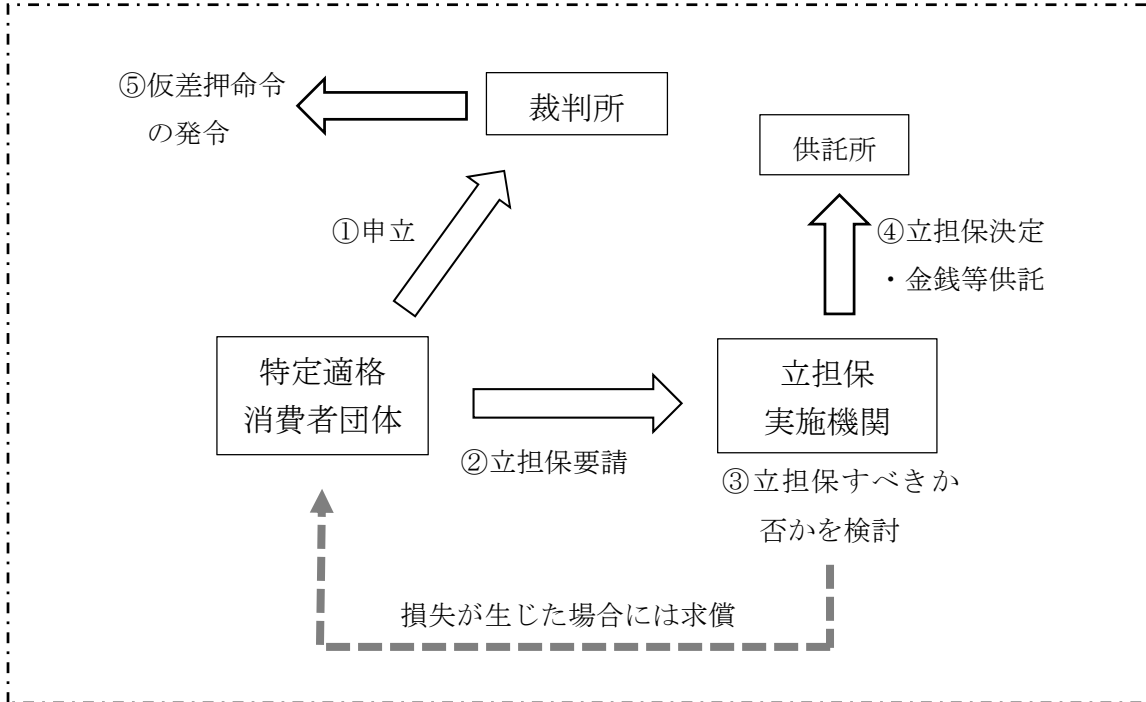 ⑤仮差押命令
の発令
裁判所
供託所
①申立
④立担保決定
・金銭等供託
特定適格
消費者団体
立担保
実施機関
②立担保要請
③立担保すべきか
否かを検討
損失が生じた場合には求償